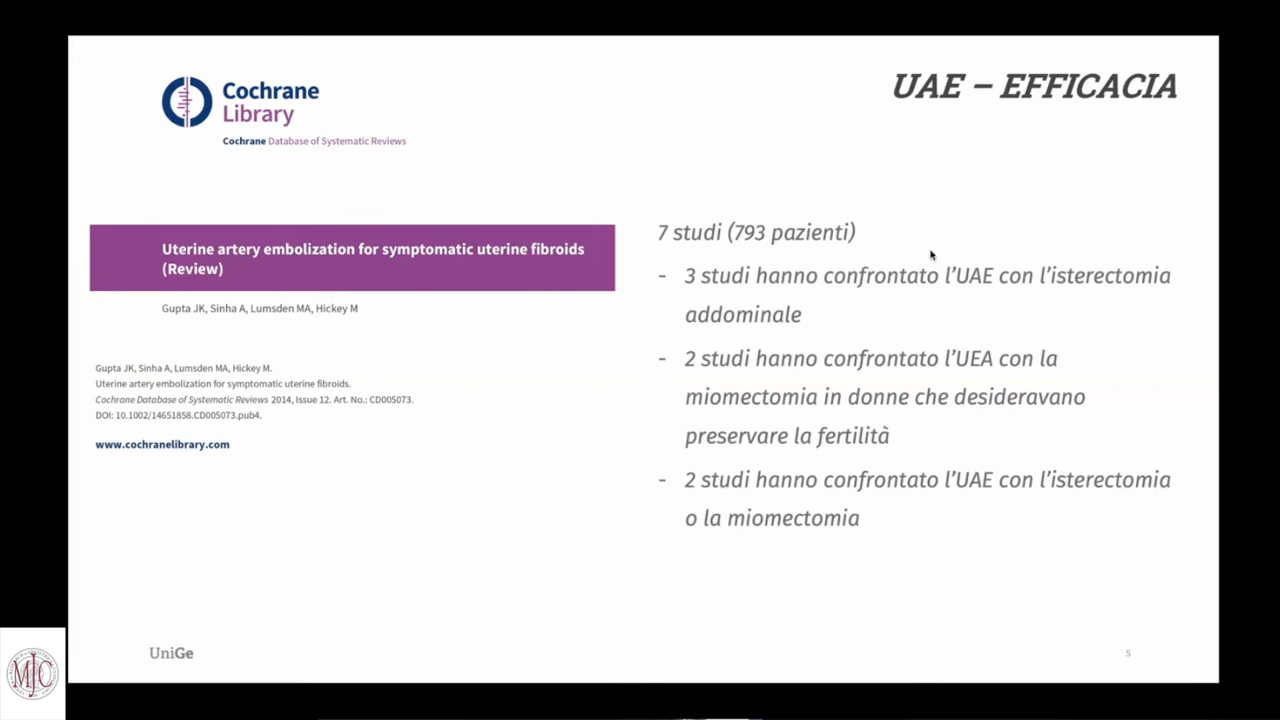 Cochrane
Library
Cochrane Database of Systematic Reviews
UAE – EFFICACIA
Uterine artery embolization for symptomatic uterine fibroids
(Review)
Gupta JK, Sinha A, Lumsden MA, Hickey M
Gupta JK, Sinha A, Lumsden MA, Hickey M.
Uterine artery embolization for symptomatic uterine fibroids.
Cochrane Database of Systematic Reviews 2014, Issue 12. Art. No.: CD005073.
DOI: 10.1002/14651858.CD005073.pub4.
www.cochranelibrary.com
7 studi (793 pazienti)
- 3 studi hanno confrontato l’UAE con l’isterectomia
addominale
- 2 studi hanno confrontato l’UEA con la
miomectomia in donne che desideravano
preservare la fertilità
- 2 studi hanno confrontato l’UAE con l’isterectomia
o la miomectomia
UniGe
5
MJC